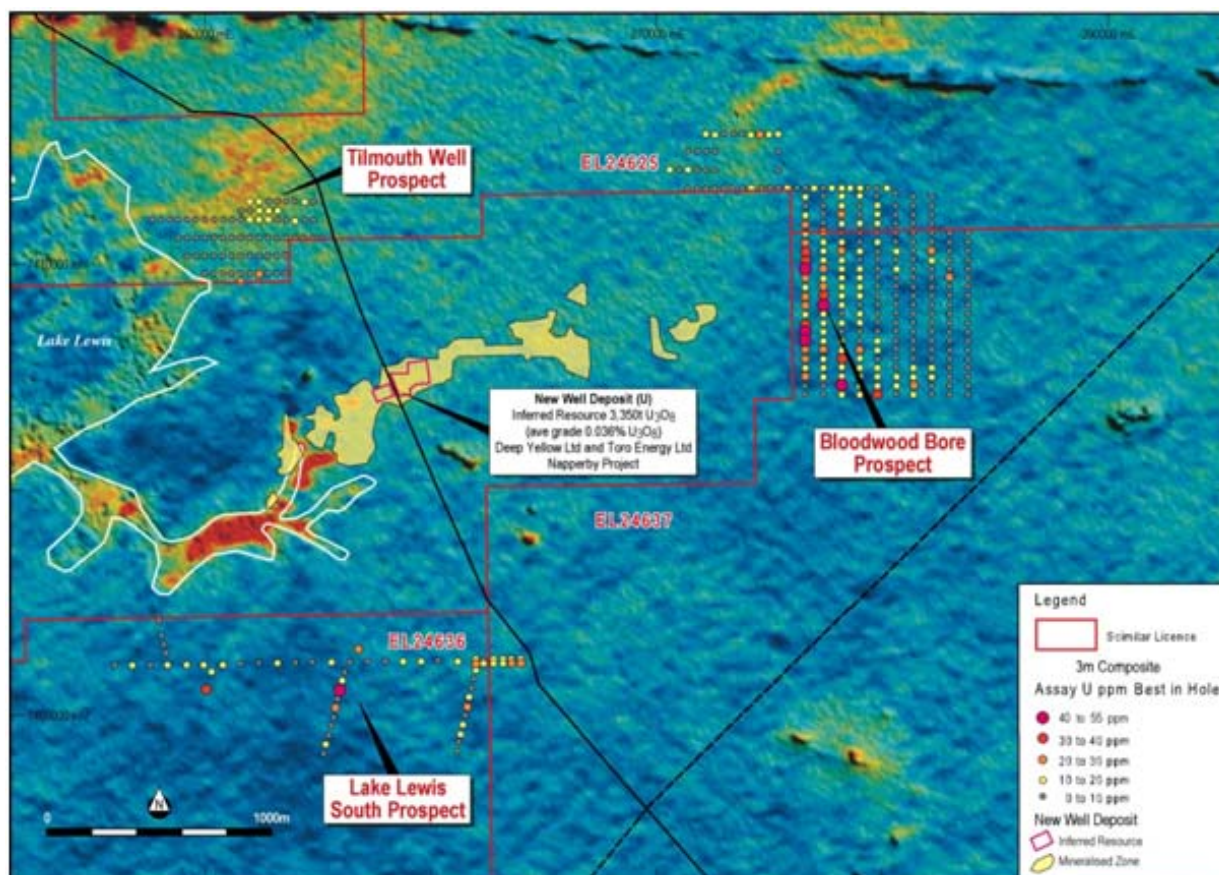 270000 mE
Tilmouth Well
Prospect
EL24625
Lake Lewis
New Well Deposit (U)
Inferred Resource 3,350t U3O8
(ave grade 0.036% U3O8)
Deep Yellow Ltd and Toro Energy Ltd
Napperby Project
Bloodwood Bore
Prospect
EL24637
EL24636
Lake Lewis
South Prospect
N
0
1000m
Legend
Scimitar Licence
3m Composite
Assay U ppm Best in Hole
40 to 55 ppm
30 to 40 ppm
20 to 30 ppm
10 to 20 ppm
0 to 10 ppm
New Well Deposit
Inferred Resource
Mineralised Zone